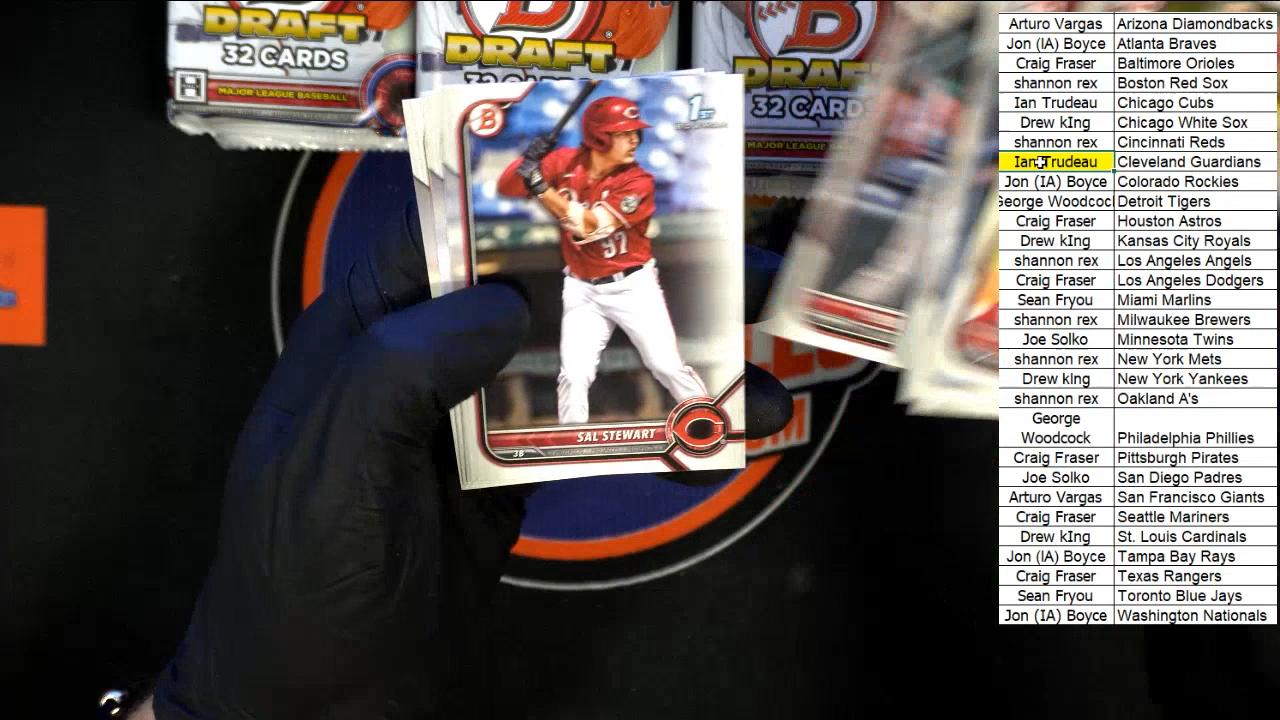 DRAFT
32 CARDS
MAJOR LEAGUE BASEBALL
DRAFT
32 CARDS
DRAF
32 CARD
MAJOR LEAGUE
B
1ST
C
97
SAL STEWART
3B
C
Arturo Vargas Arizona Diamondbacks
Jon (IA) Boyce Atlanta Braves
Craig Fraser Baltimore Orioles
shannon rex Boston Red Sox
Ian Trudeau Chicago Cubs
Drew kIng Chicago White Sox
shannon rex Cincinnati Reds
Ian Trudeau Cleveland Guardians
Jon (IA) Boyce Colorado Rockies
George Woodcoc Detroit Tigers
Craig Fraser Houston Astros
Drew kIng Kansas City Royals
shannon rex Los Angeles Angels
Craig Fraser Los Angeles Dodgers
Sean Fryou Miami Marlins
shannon rex Milwaukee Brewers
Joe Solko Minnesota Twins
shannon rex New York Mets
Drew kIng New York Yankees
shannon rex Oakland A's
George
Woodcock Philadelphia Phillies
Craig Fraser Pittsburgh Pirates
Joe Solko San Diego Padres
Arturo Vargas San Francisco Giants
Craig Fraser Seattle Mariners
Drew kIng St. Louis Cardinals
Jon (IA) Boyce Tampa Bay Rays
Craig Fraser Texas Rangers
Sean Fryou Toronto Blue Jays
Jon (IA) Boyce Washington Nationals